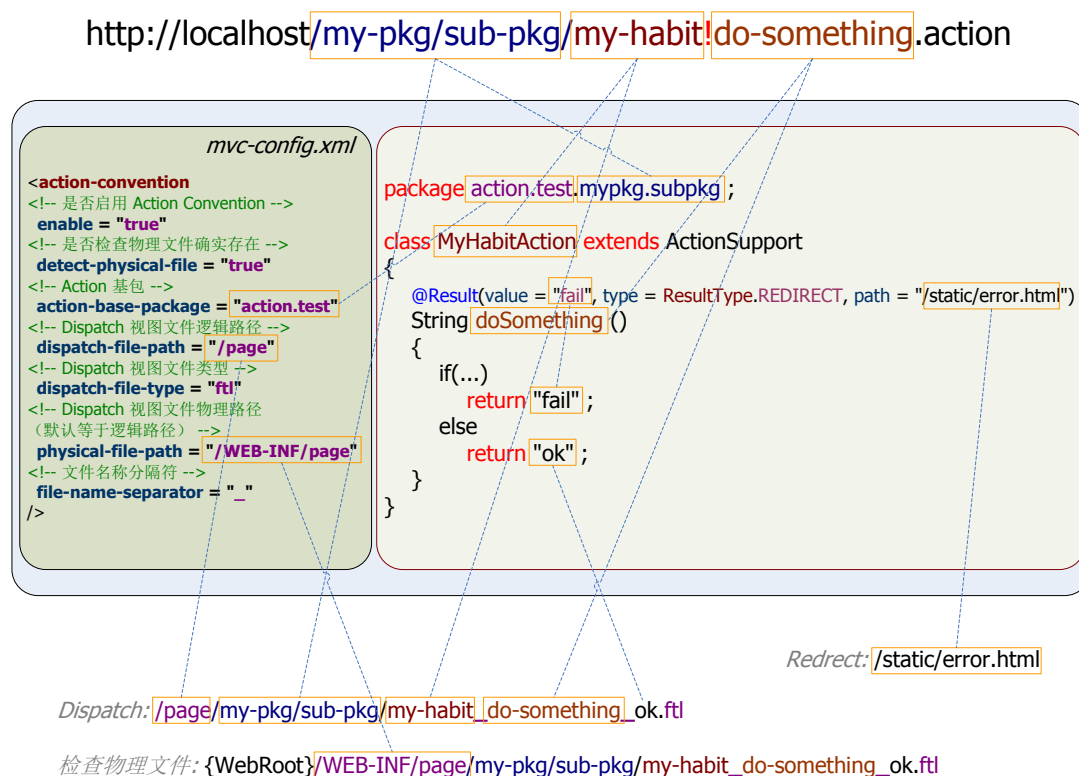 http://localhost/my-pkg/sub-pkg/my-habit!do-something.action
mvc-config.xml
<action-convention
<!-- 是否启用 Action Convention -->
enable = "true"
<!-- 是否检查物理文件确实存在 -->
detect-physical-file = "true"
<!-- Action 基包 -->
action-base-package = "action.test"
<!-- Dispatch 视图文件逻辑路径 -->
dispatch-file-path = "/page"
<!-- Dispatch 视图文件类型 -->
dispatch-file-type = "ftl"
<!-- Dispatch 视图文件物理路径
（默认等于逻辑路径） -->
physical-file-path = "/WEB-INF/page"
<!-- 文件名称分隔符 -->
file-name-separator = "_"
/>
package action.test.mypkg.subpkg ;
class MyHabitAction extends ActionSupport
{
@Result(value = "fail", type = ResultType.REDIRECT, path = "/static/error.html")
String doSomething ()
{
if(...)
return "fail" ;
else
return "ok" ;
}
}
Redrect: /static/error.html
Dispatch: /page/my-pkg/sub-pkg/my-habit_do-something_ok.ftl
检查物理文件: {WebRoot}/WEB-INF/page/my-pkg/sub-pkg/my-habit_do-something_ok.ftl